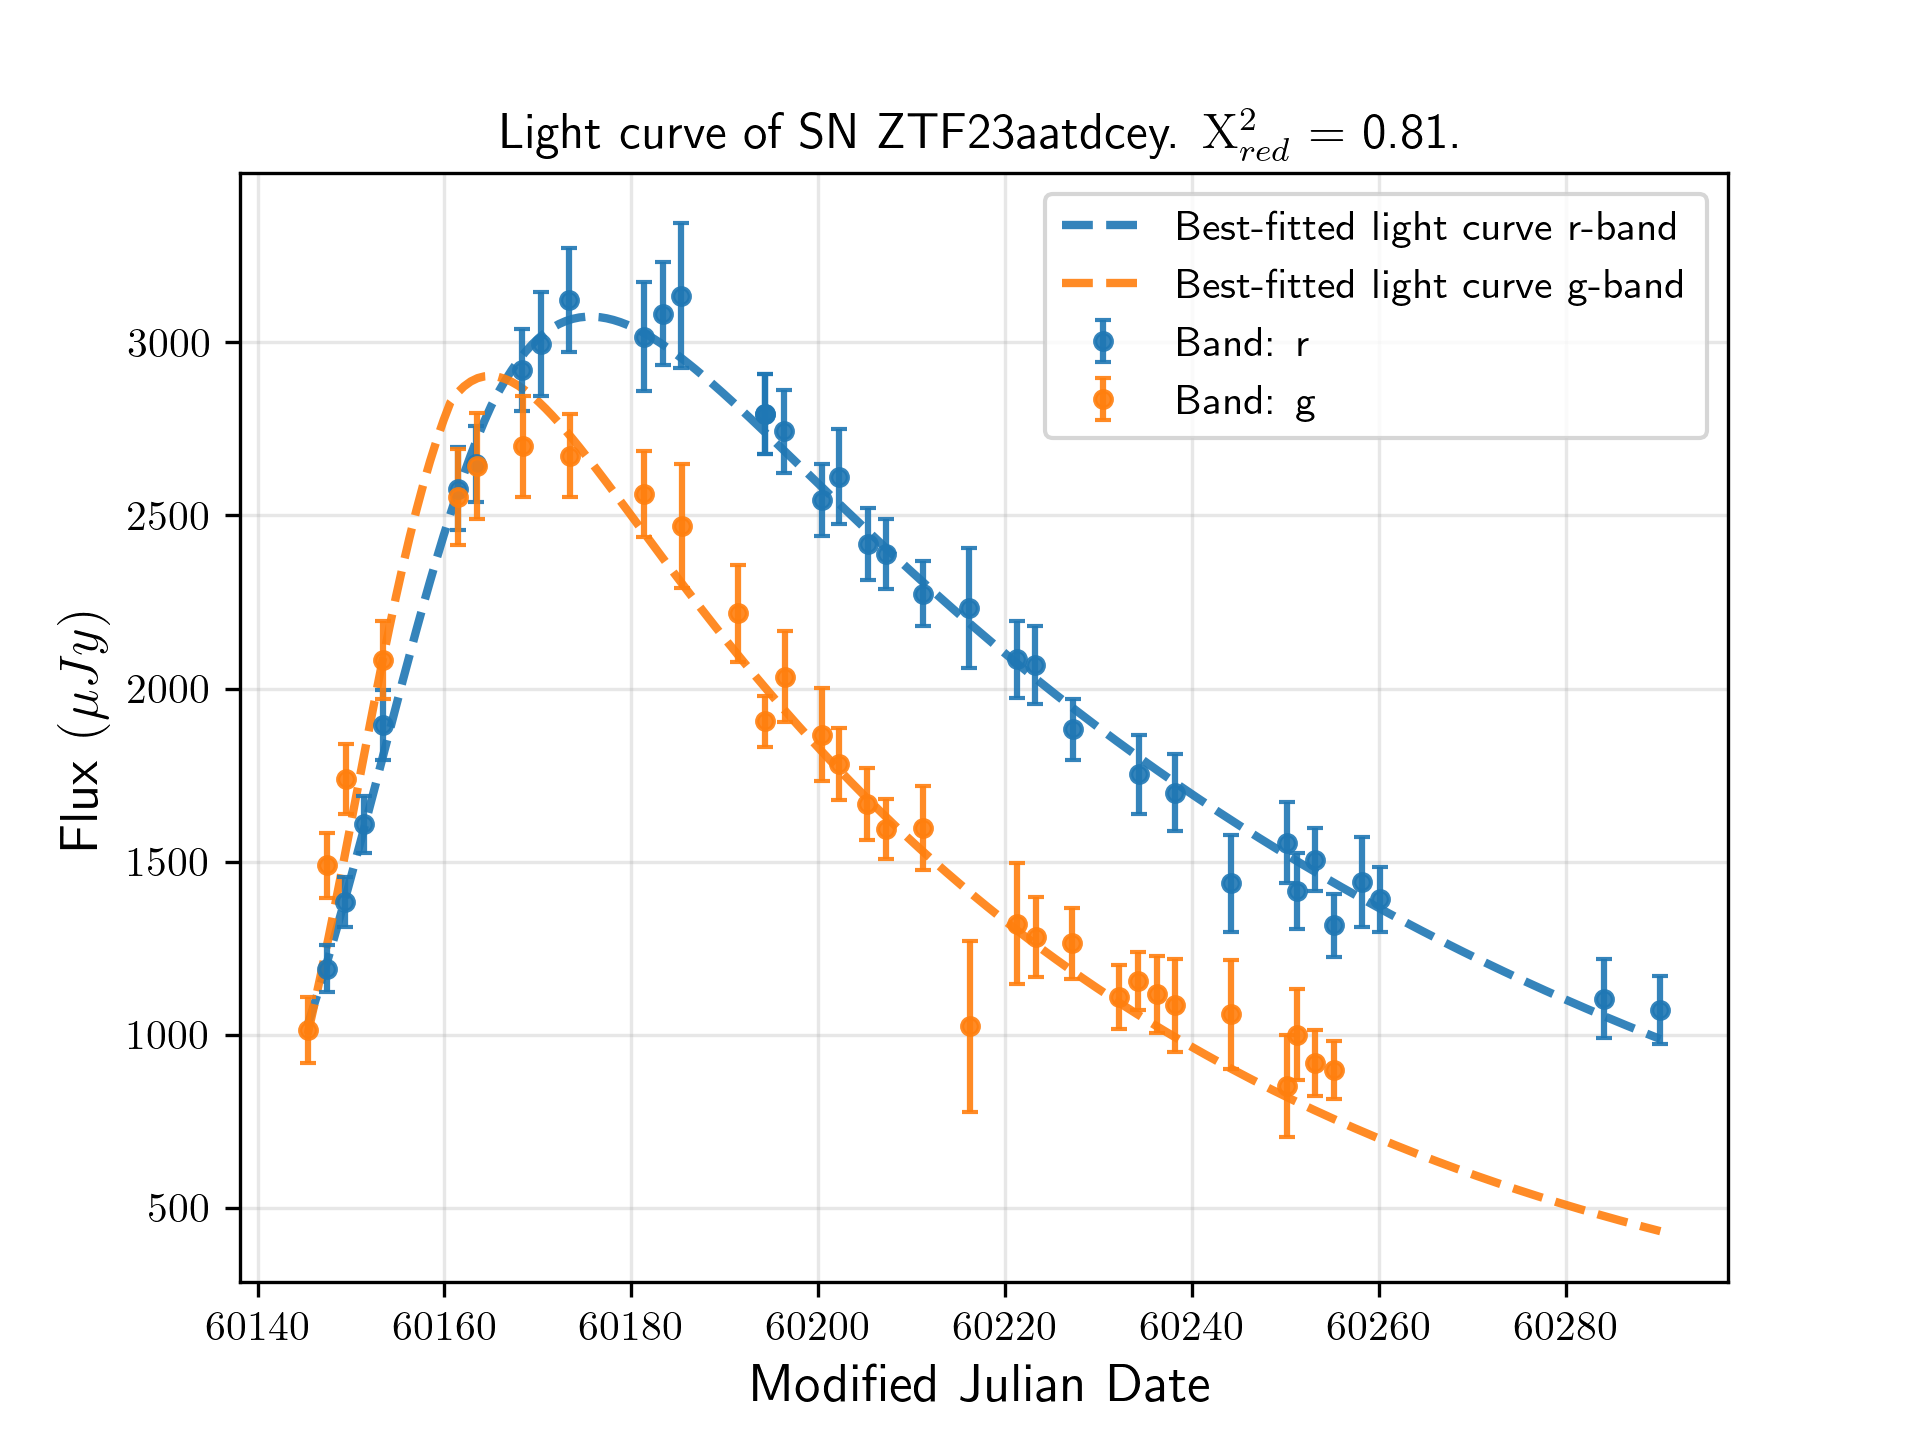 Light curve of SN ZTF23aatdcey. X²_red = 0.81.
Best-fitted light curve r-band
Best-fitted light curve g-band
Band: r
Band: g
Flux (μJy)
3000
2500
2000
1500
1000
500
60140 60160 60180 60200 60220 60240 60260 60280
Modified Julian Date